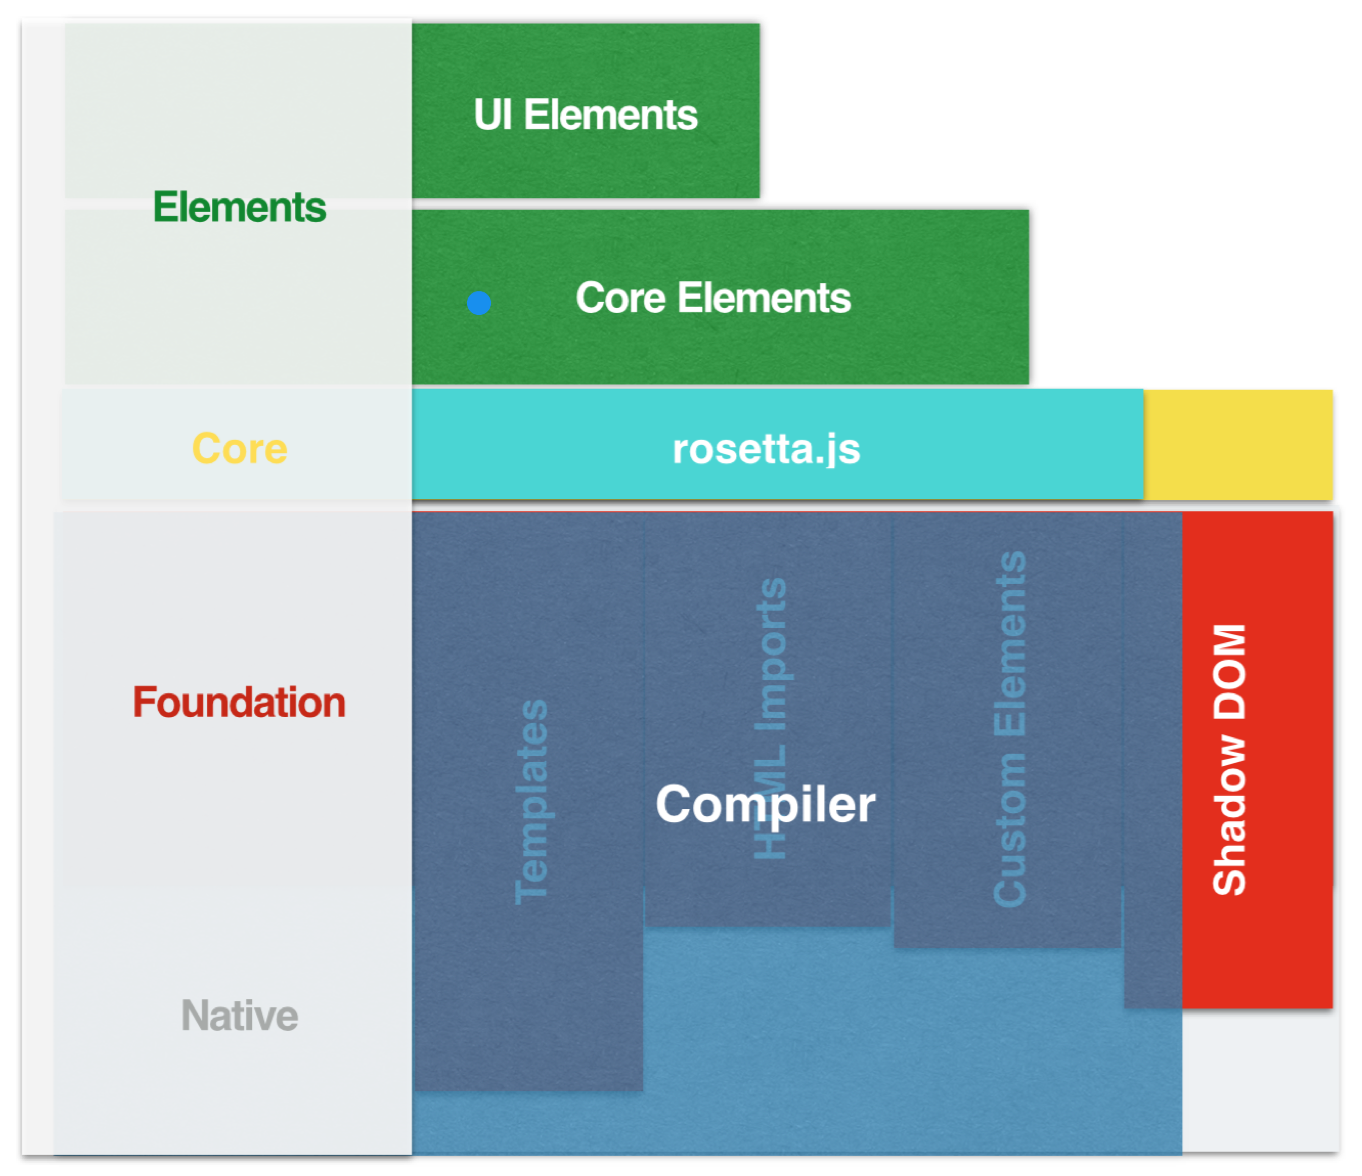 UI Elements
Elements
Core Elements
Core
rosetta.js
Foundation
Templates
HTML Imports
Custom Elements
Shadow DOM
Compiler
Native